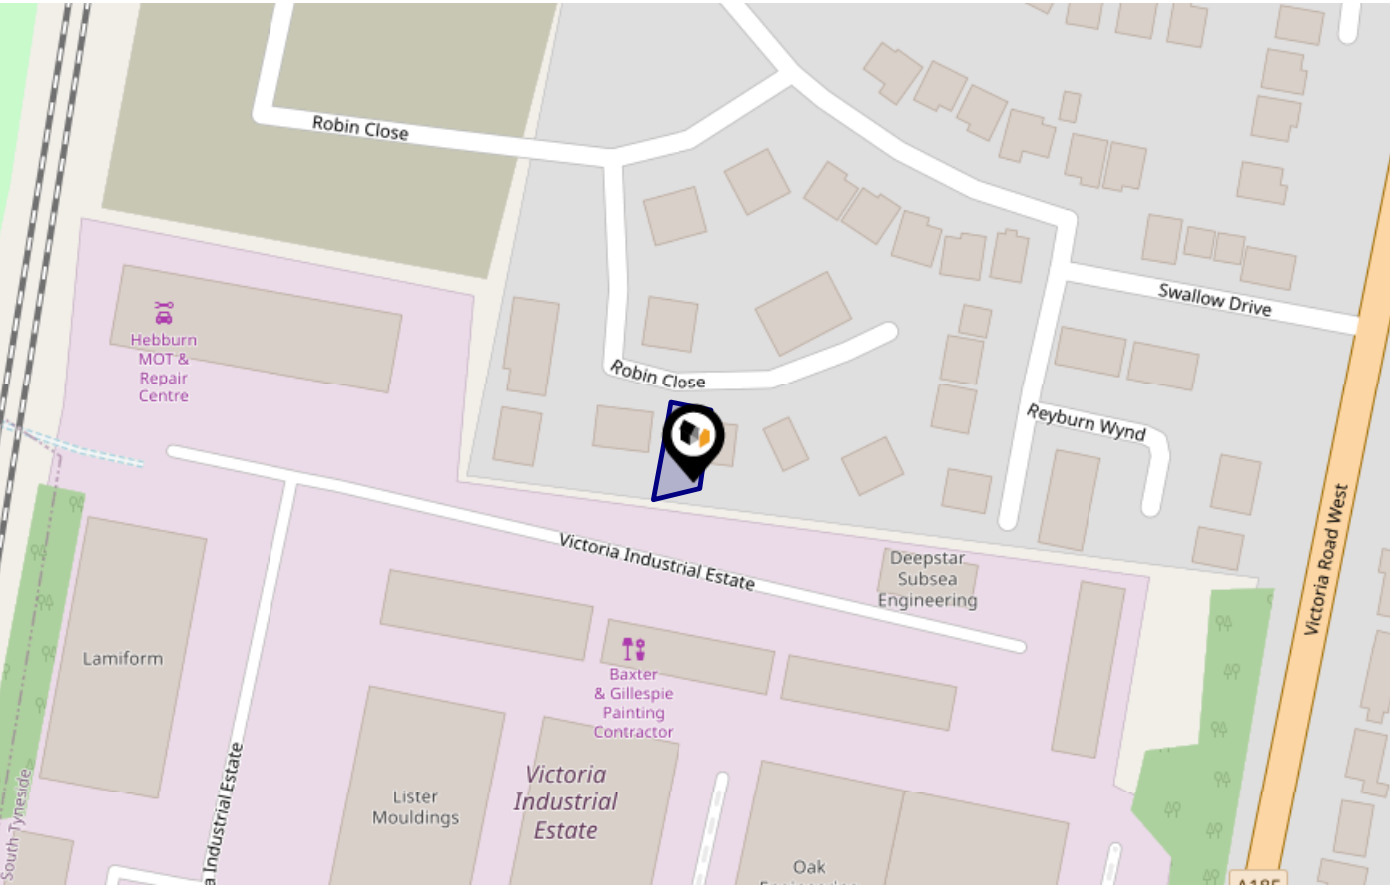 Robin Close
Swallow Drive
Hebburn
MOT &
Repair
Centre
Robin Close
Reyburn Wynd
Victoria Road West
Victoria Industrial Estate
Deepstar
Subsea
Engineering
Lamiform
Baxter
& Gillespie
Painting
Contractor
Victoria
Industrial
Estate
Lister
Mouldings
a Industrial Estate
South Tyneside
Oak
Engineering
A185